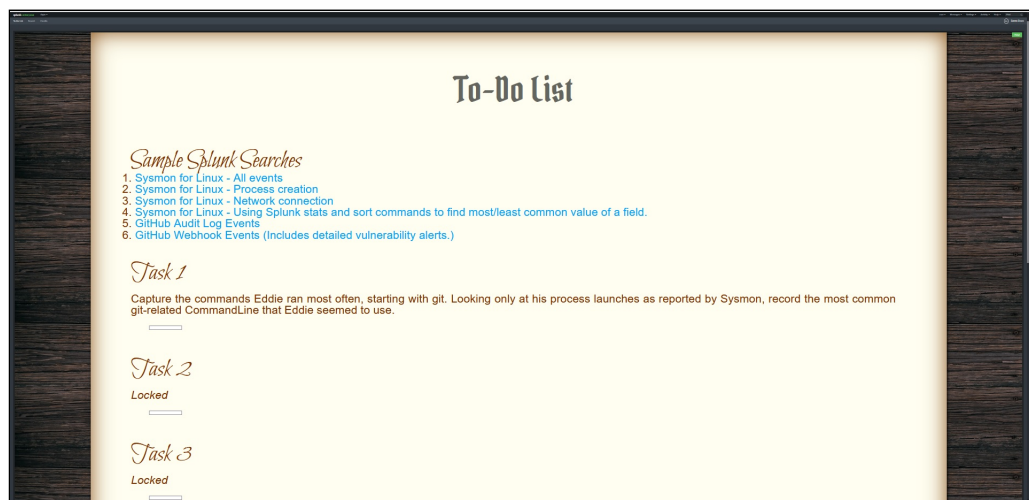 To-Do List
Sample Splunk Searches
1. Sysmon for Linux - All events
2. Sysmon for Linux - Process creation
3. Sysmon for Linux - Network connection
4. Sysmon for Linux - Using Splunk stats and sort commands to find most/least common value of a field.
5. GitHub Audit Log Events
6. GitHub Webhook Events (Includes detailed vulnerability alerts.)
Task 1
Capture the commands Eddie ran most often, starting with git. Looking only at his process launches as reported by Sysmon, record the most common
git-related CommandLine that Eddie seemed to use.
Task 2
Locked
Task 3
Locked